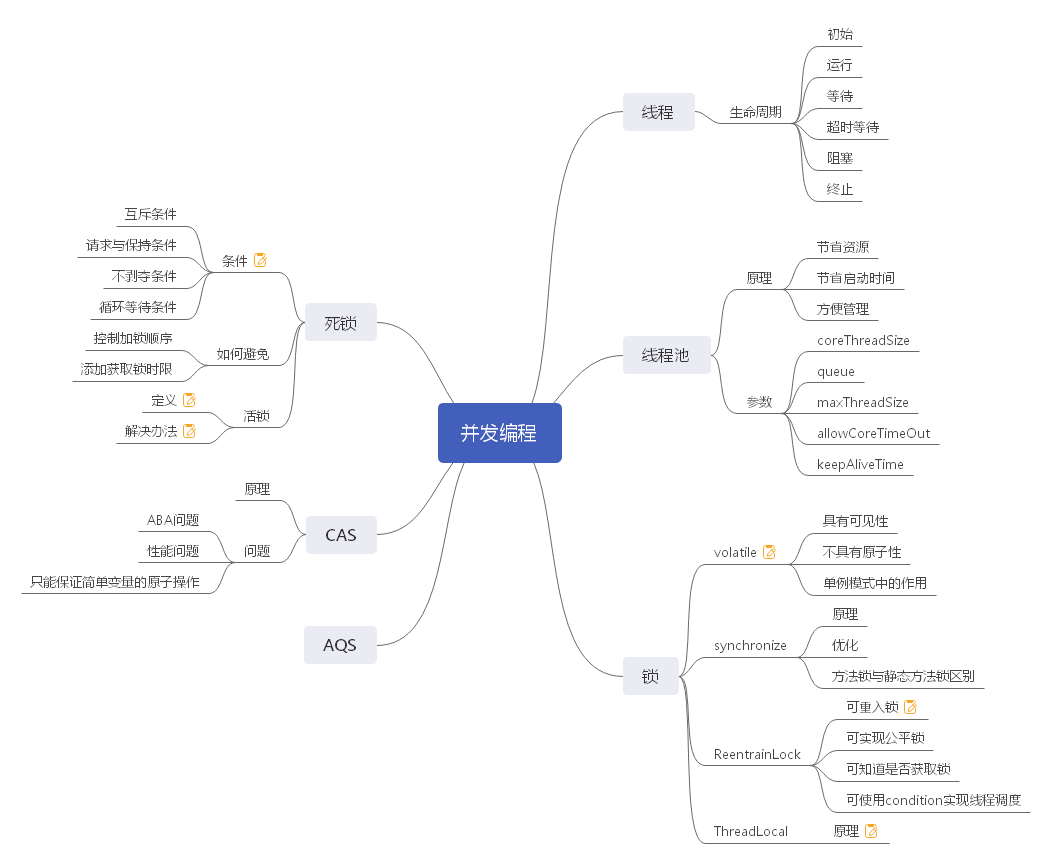 并发编程
线程
生命周期
初始
运行
等待
超时等待
阻塞
终止
线程池
原理
节省资源
节省启动时间
方便管理
参数
coreThreadSize
queue
maxThreadSize
allowCoreTimeOut
keepAliveTime
锁
volatile
具有可见性
不具有原子性
单例模式中的作用
synchronize
原理
优化
方法锁与静态方法锁区别
ReentrainLock
可重入锁
可实现公平锁
可知道是否获取锁
可使用condition实现线程调度
ThreadLocal
原理
死锁
条件
互斥条件
请求与保持条件
不剥夺条件
循环等待条件
如何避免
控制加锁顺序
添加获取锁时限
活锁
定义
解决办法
CAS
原理
问题
ABA问题
性能问题
只能保证简单变量的原子操作
AQS